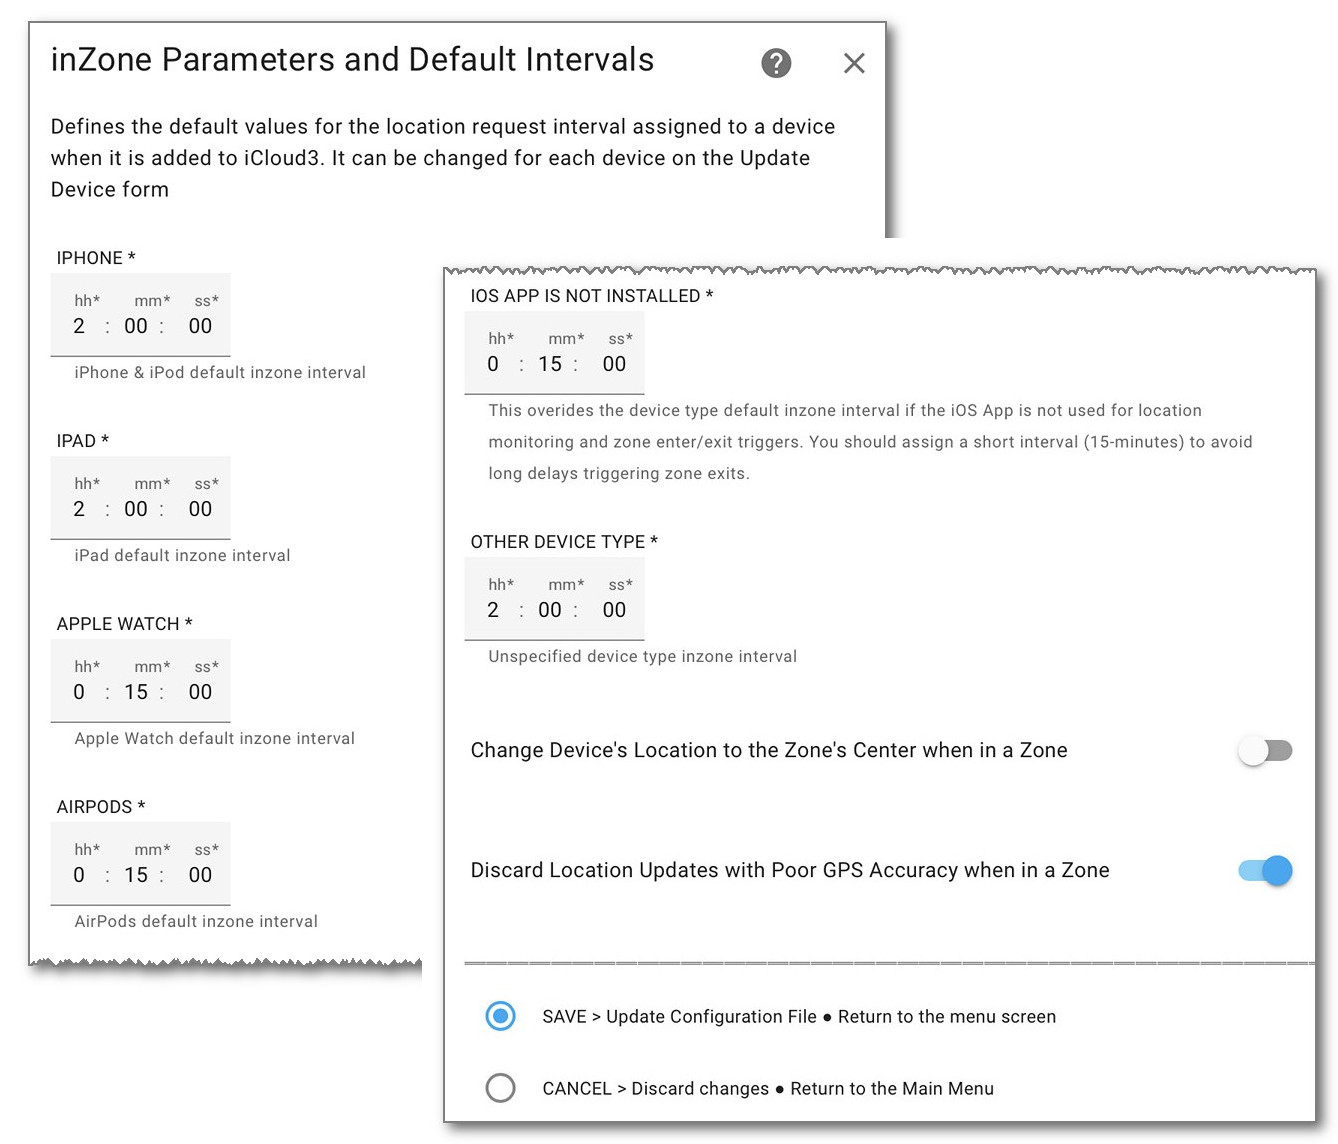 inZone Parameters and Default Intervals
Defines the default values for the location request interval assigned to a device
when it is added to iCloud3. It can be changed for each device on the Update
Device form
IPHONE *
hh* mm* ss*
2 : 00 : 00
iPhone & iPod default inzone interval
IPAD *
hh* mm* ss*
2 : 00 : 00
iPad default inzone interval
APPLE WATCH *
hh* mm* ss*
0 : 15 : 00
Apple Watch default inzone interval
AIRPODS *
hh* mm* ss*
0 : 15 : 00
AirPods default inzone interval
IOS APP IS NOT INSTALLED *
hh* mm* ss*
0 : 15 : 00
This overides the device type default inzone interval if the iOS App is not used for location
monitoring and zone enter/exit triggers. You should assign a short interval (15-minutes) to avoid
long delays triggering zone exits.
OTHER DEVICE TYPE *
hh* mm* ss*
2 : 00 : 00
Unspecified device type inzone interval
Change Device's Location to the Zone's Center when in a Zone
Discard Location Updates with Poor GPS Accuracy when in a Zone
SAVE > Update Configuration File ● Return to the menu screen
CANCEL > Discard changes ● Return to the Main Menu